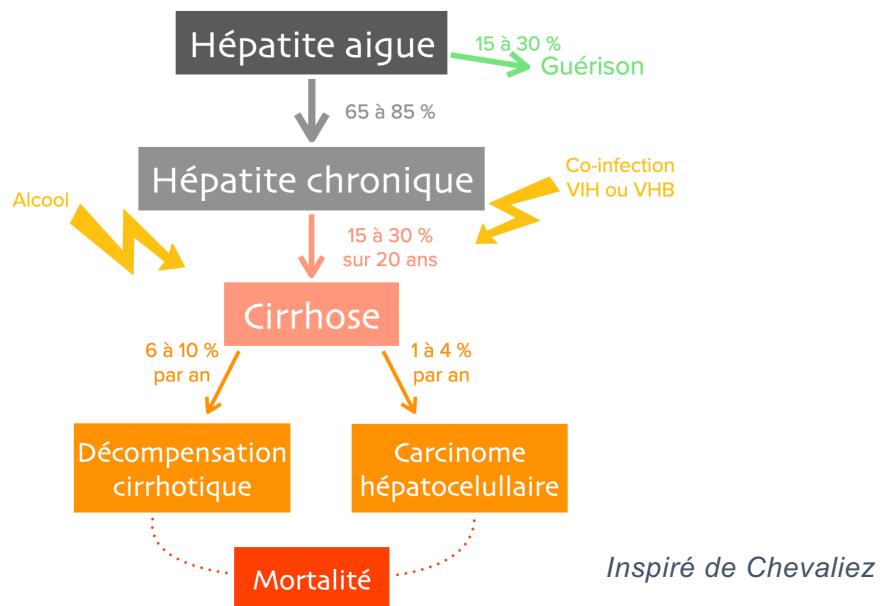 Hépatite aigue
15 à 30 %
Guérison
65 à 85 %
Hépatite chronique
Co-infection
VIH ou VHB
Alcool
15 à 30 %
sur 20 ans
Cirrhose
6 à 10 %
par an
1 à 4 %
par an
Décompensation
cirrhotique
Carcinome
hépatocelullaire
Mortalité
Inspiré de Chevaliez